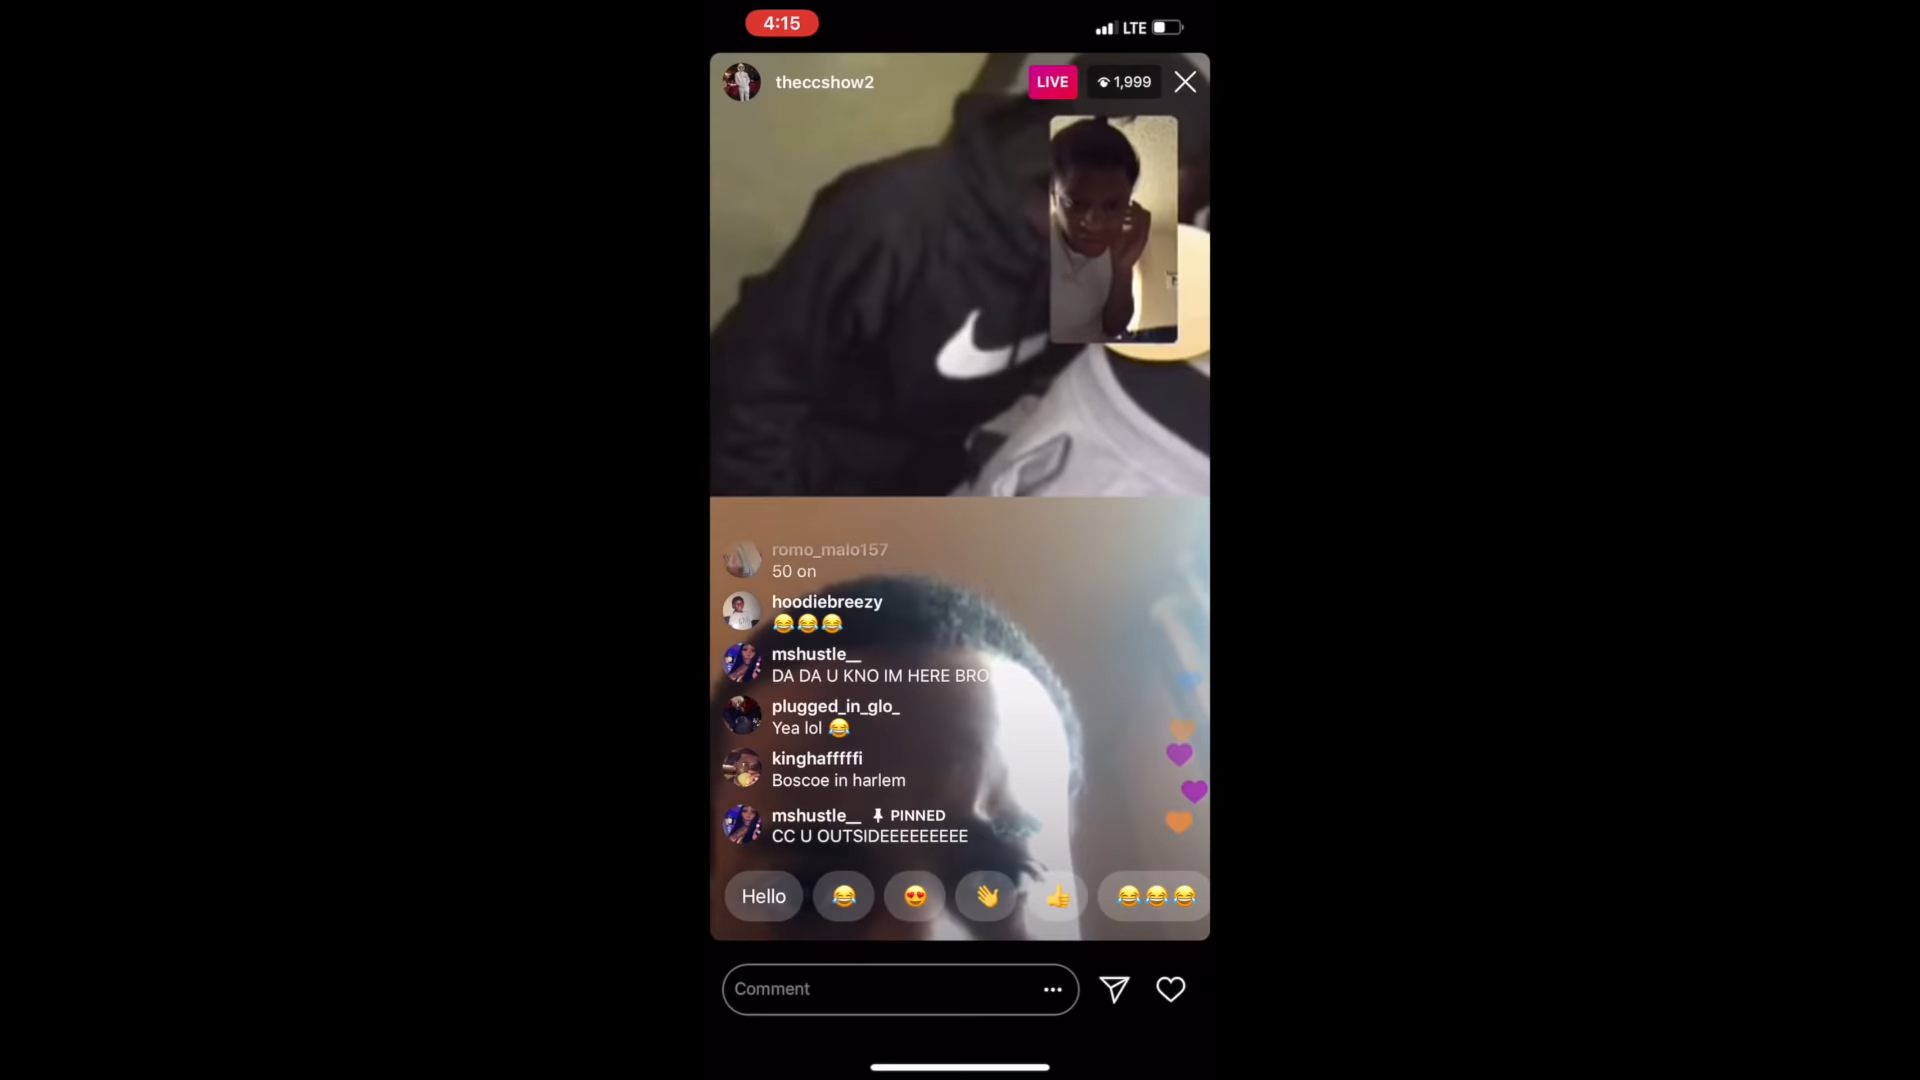 4:15
LTE
theccshow2
LIVE
1,999
romo_malo157
50 on
hoodiebreezy
😂😂😂
mshustle__
DA DA U KNO IM HERE BRO
plugged_in_glo_
Yea lol 😂
kinghafffffi
Boscoe in harlem
mshustle__ PINNED
CC U OUTSIDEEEEEEEEE
Hello 😂 😍 👋 👍 😂😂😂
Comment